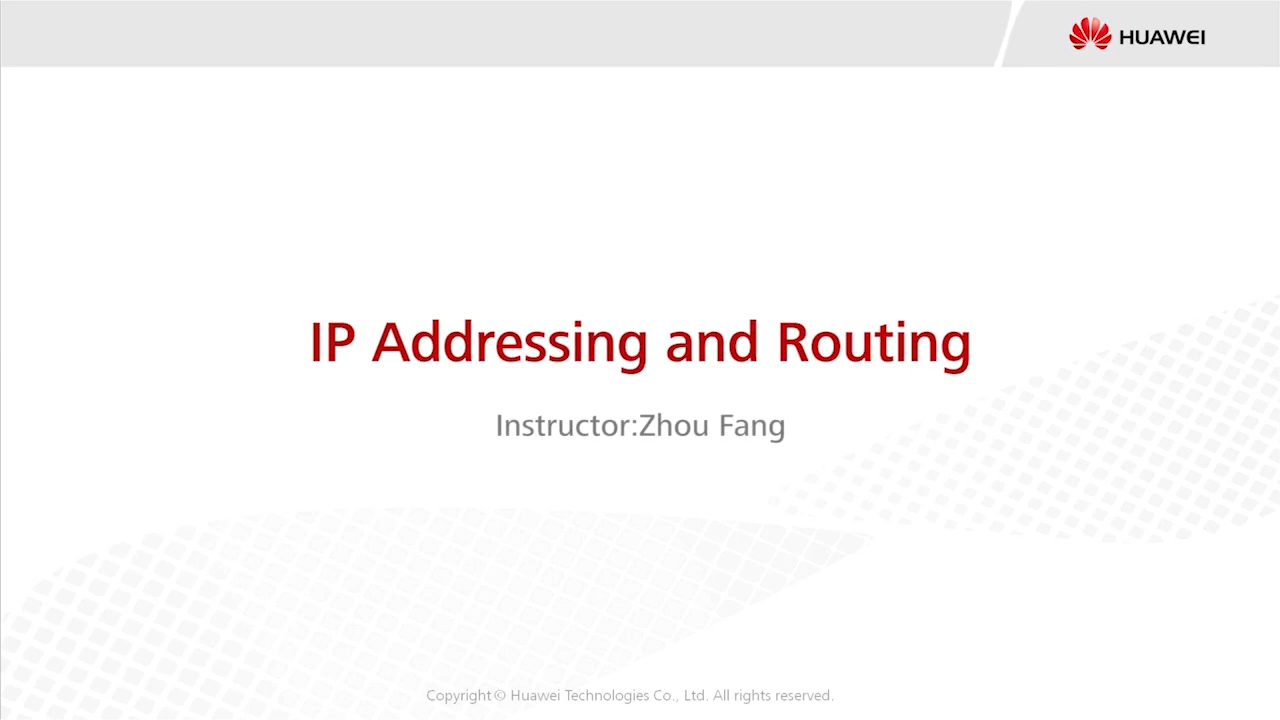 HUAWEI
IP Addressing and Routing
Instructor:Zhou Fang
Copyright © Huawei Technologies Co., Ltd. All rights reserved.